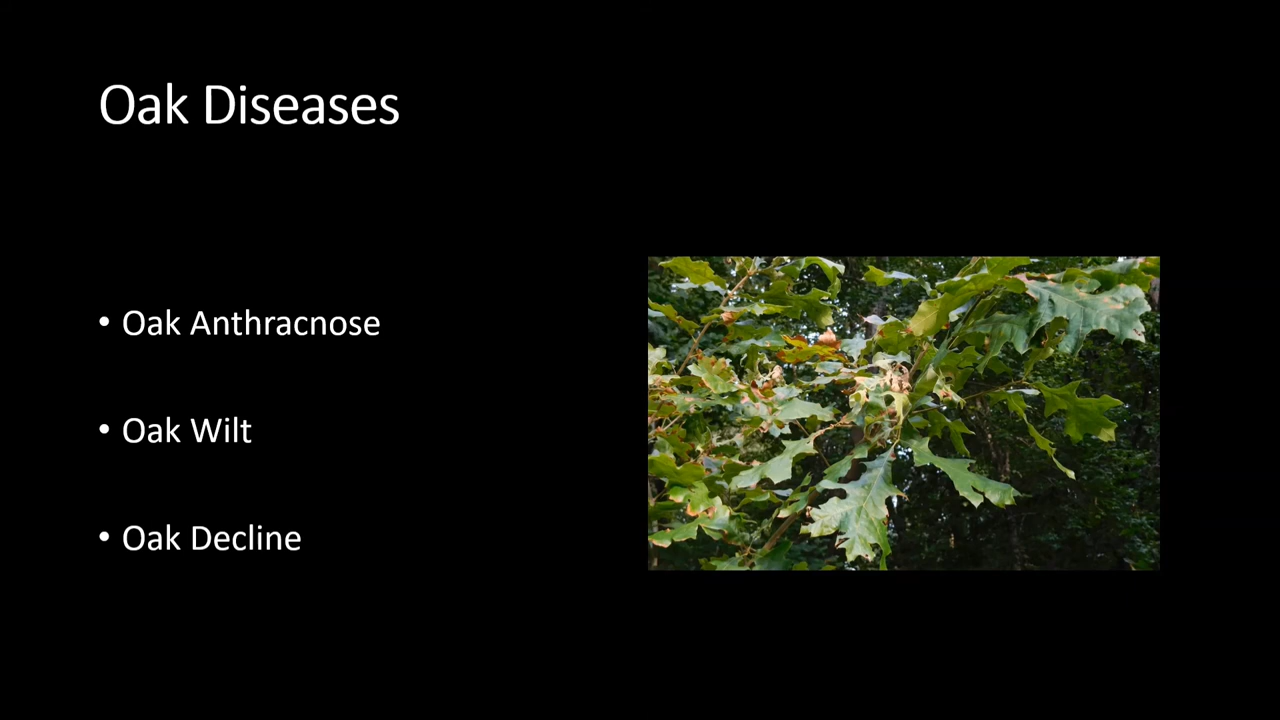 Oak Diseases
• Oak Anthracnose
• Oak Wilt
• Oak Decline